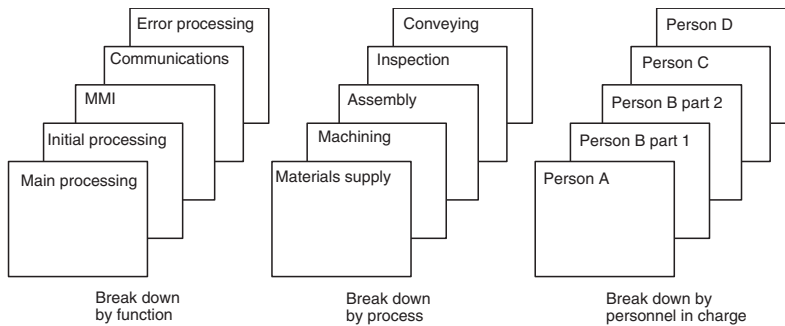 Error processing
Communications
MMI
Initial processing
Main processing
Break down
by function
Conveying
Inspection
Assembly
Machining
Materials supply
Break down
by process
Person D
Person C
Person B part 2
Person B part 1
Person A
Break down by
personnel in charge